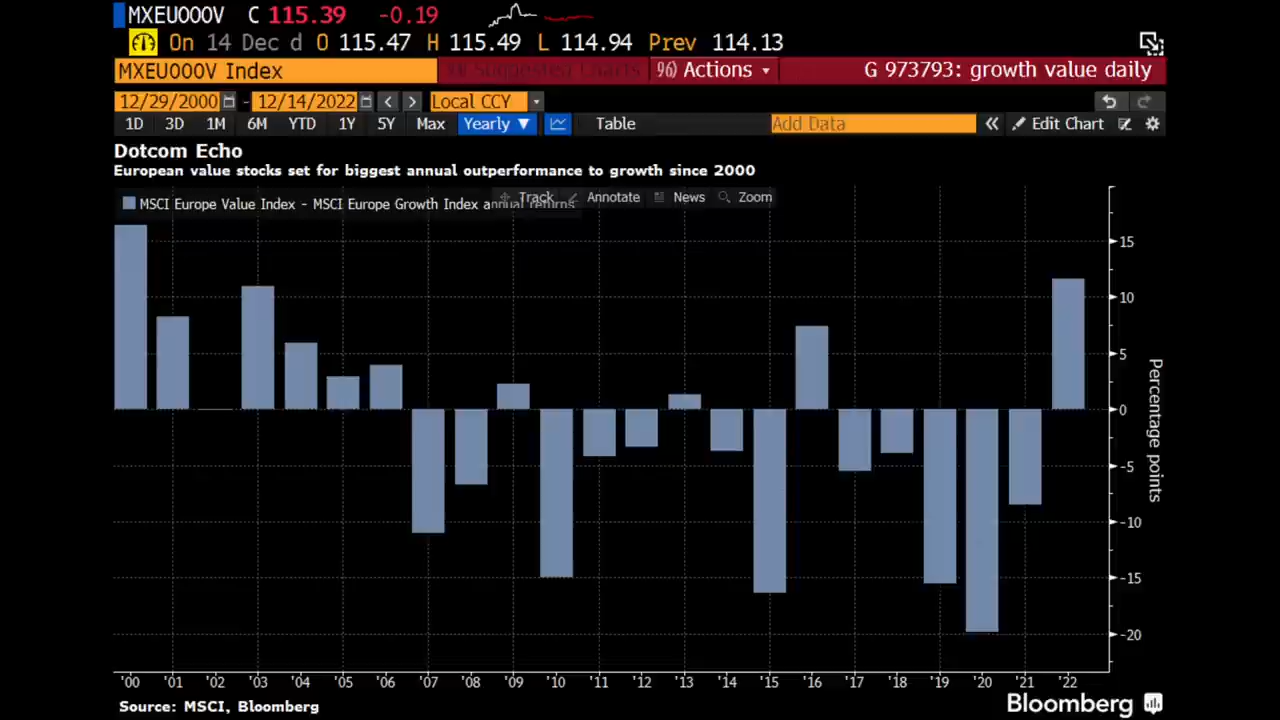 MXEU000V C 115.39 -0.19
On 14 Dec d O 115.47 H 115.49 L 114.94 Prev 114.13
MXEU000V Index Suggested Charts 96) Actions G 973793: growth value daily
12/29/2000 - 12/14/2022 Local CCY
1D 3D 1M 6M YTD 1Y 5Y Max Yearly Table Add Data Edit Chart
Dotcom Echo
European value stocks set for biggest annual outperformance to growth since 2000
Track Annotate News Zoom
MSCI Europe Value Index - MSCI Europe Growth Index annual returns
15
10
5
0
-5
-10
-15
-20
Percentage points
'00 '01 '02 '03 '04 '05 '06 '07 '08 '09 '10 '11 '12 '13 '14 '15 '16 '17 '18 '19 '20 '21 '22
Source: MSCI, Bloomberg
Bloomberg